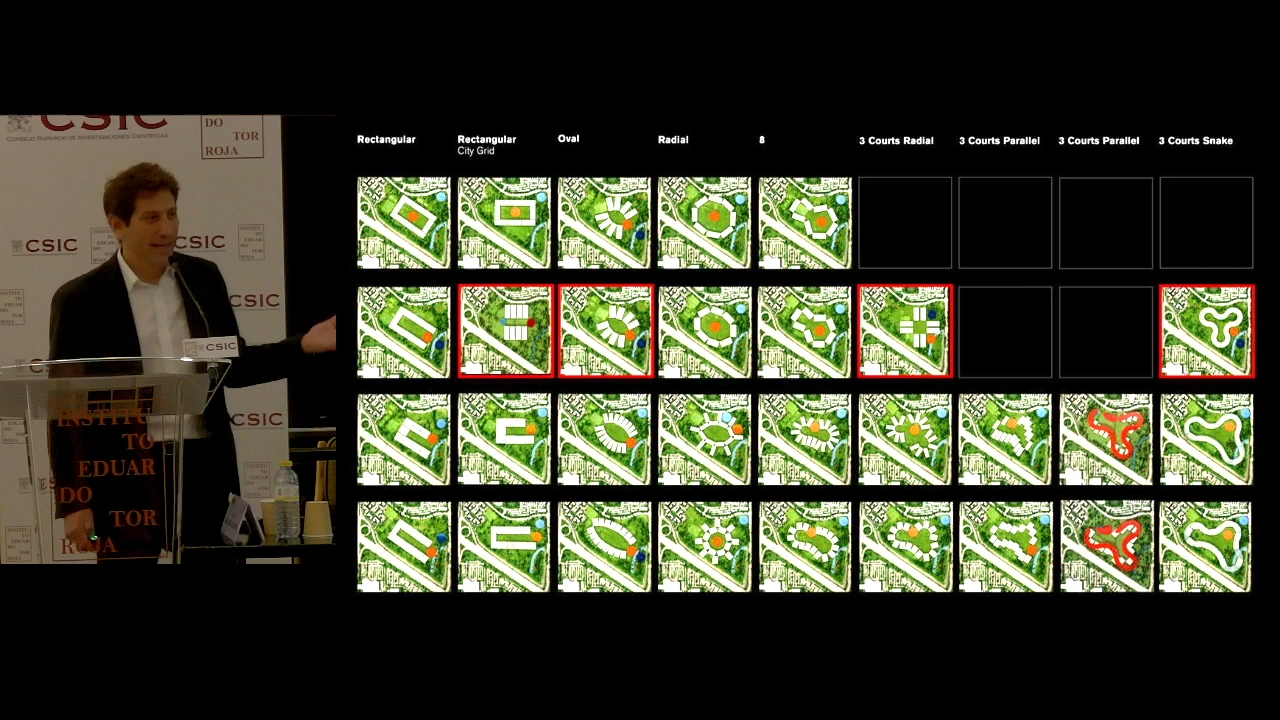 CSIC
CONSEJO SUPERIOR DE INVESTIGACIONES CIENTÍFICAS
DO
TOR
ROJA
CSIC
CSIC
CSIC
CSIC
CSIC
INSTITU
TO
EDUAR
DO
TOR
ROJA
Rectangular
Rectangular
City Grid
Oval
Radial
8
3 Courts Radial
3 Courts Parallel
3 Courts Parallel
3 Courts Snake